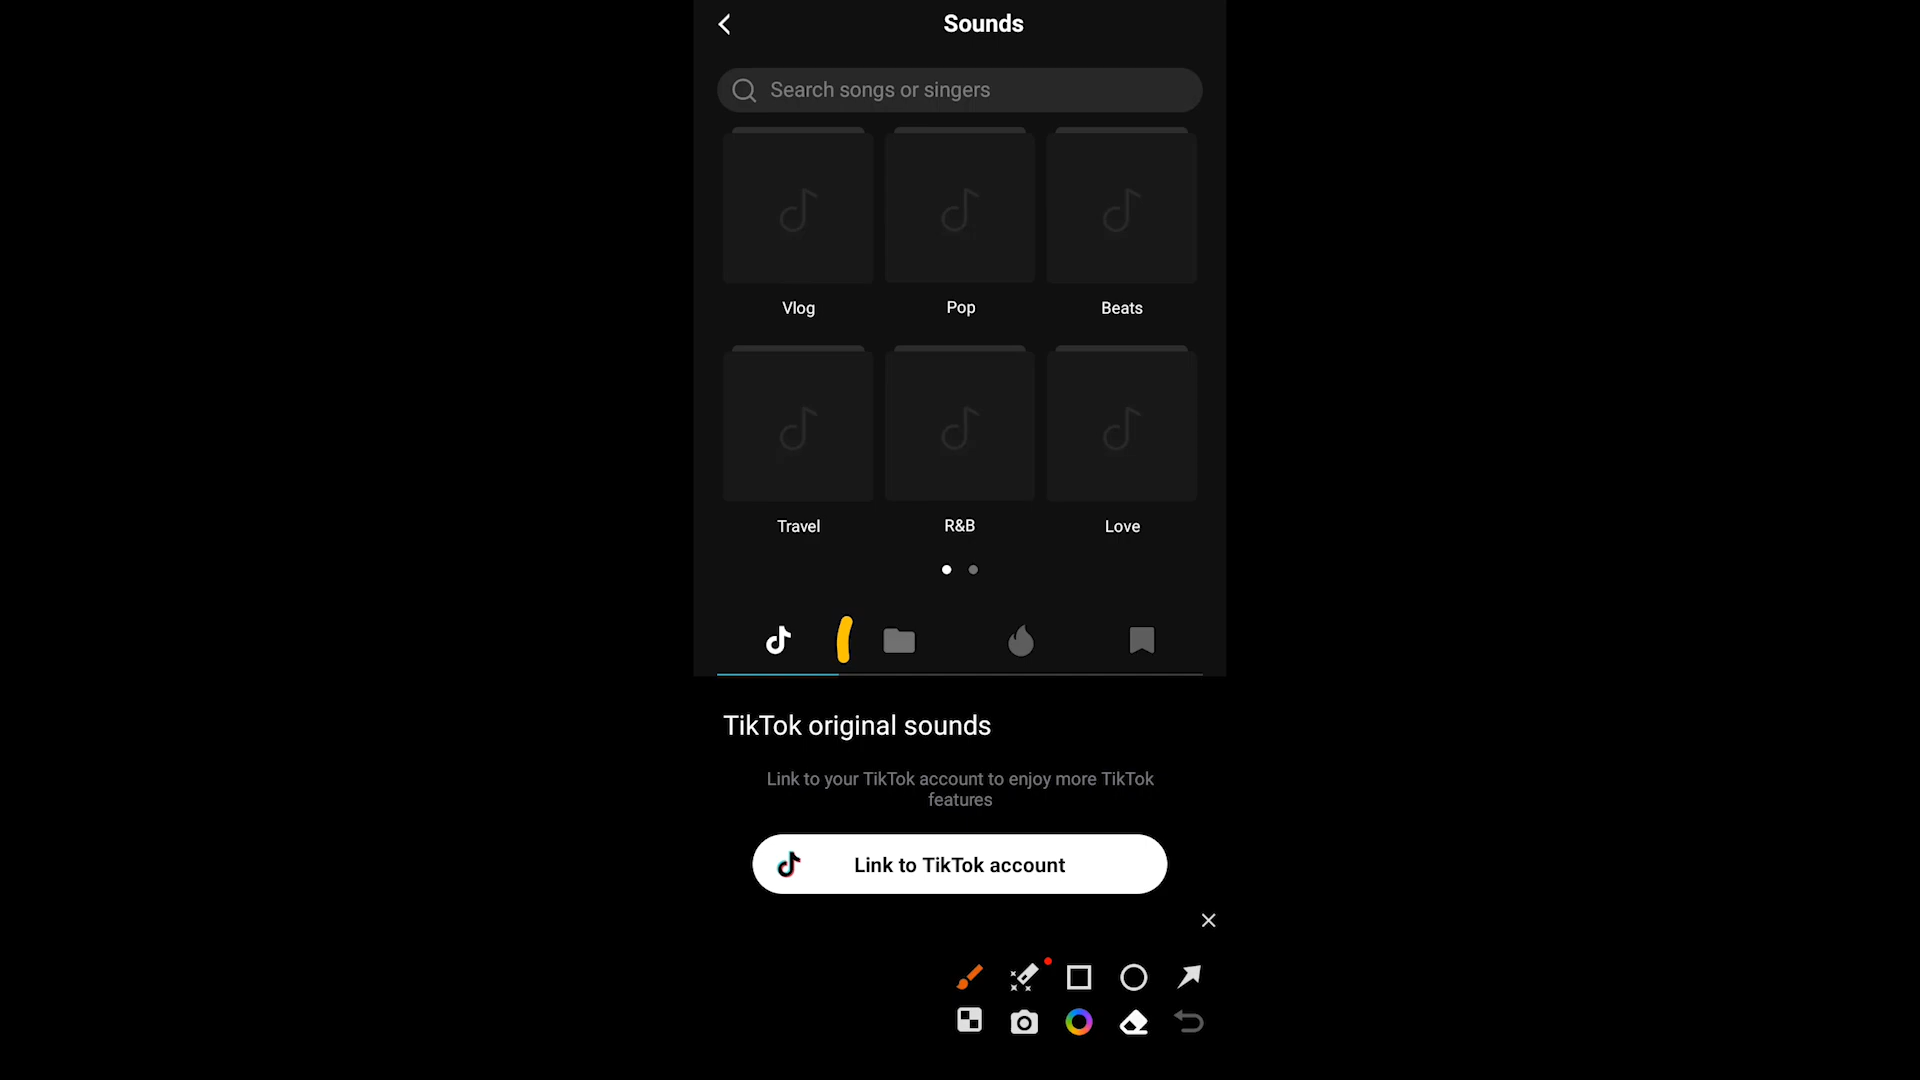 Sounds
Search songs or singers
Vlog
Pop
Beats
Travel
R&B
Love
TikTok original sounds
Link to your TikTok account to enjoy more TikTok
features
Link to TikTok account